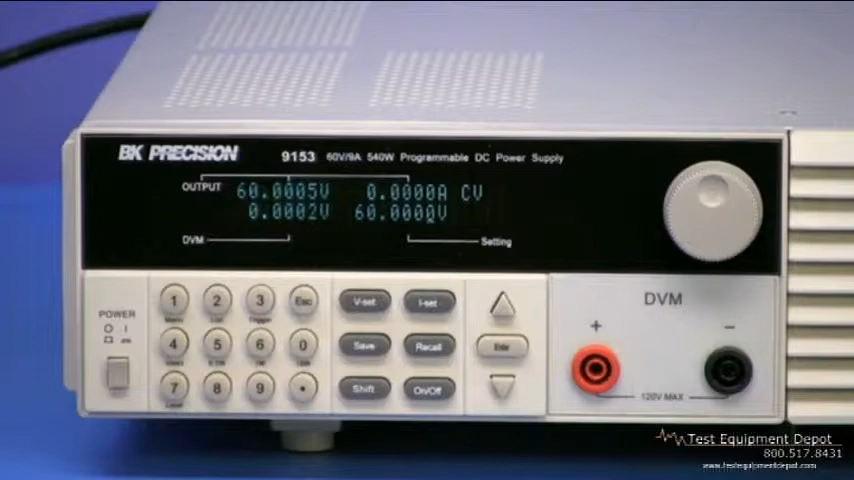 BK PRECISION 9153 60V/9A 540W Programmable DC Power Supply
OUTPUT 60.0005V 0.0000A CV
0.0002V 60.0000V
DVM Setting
POWER
O I
1 2 3 Esc
V-set I-set
4 5 6 0
Save Recall Enter
7 8 9 •
Shift On/Off
DVM
+ -
120V MAX
Test Equipment Depot
800.517.8431
www.testequipmentdepot.com